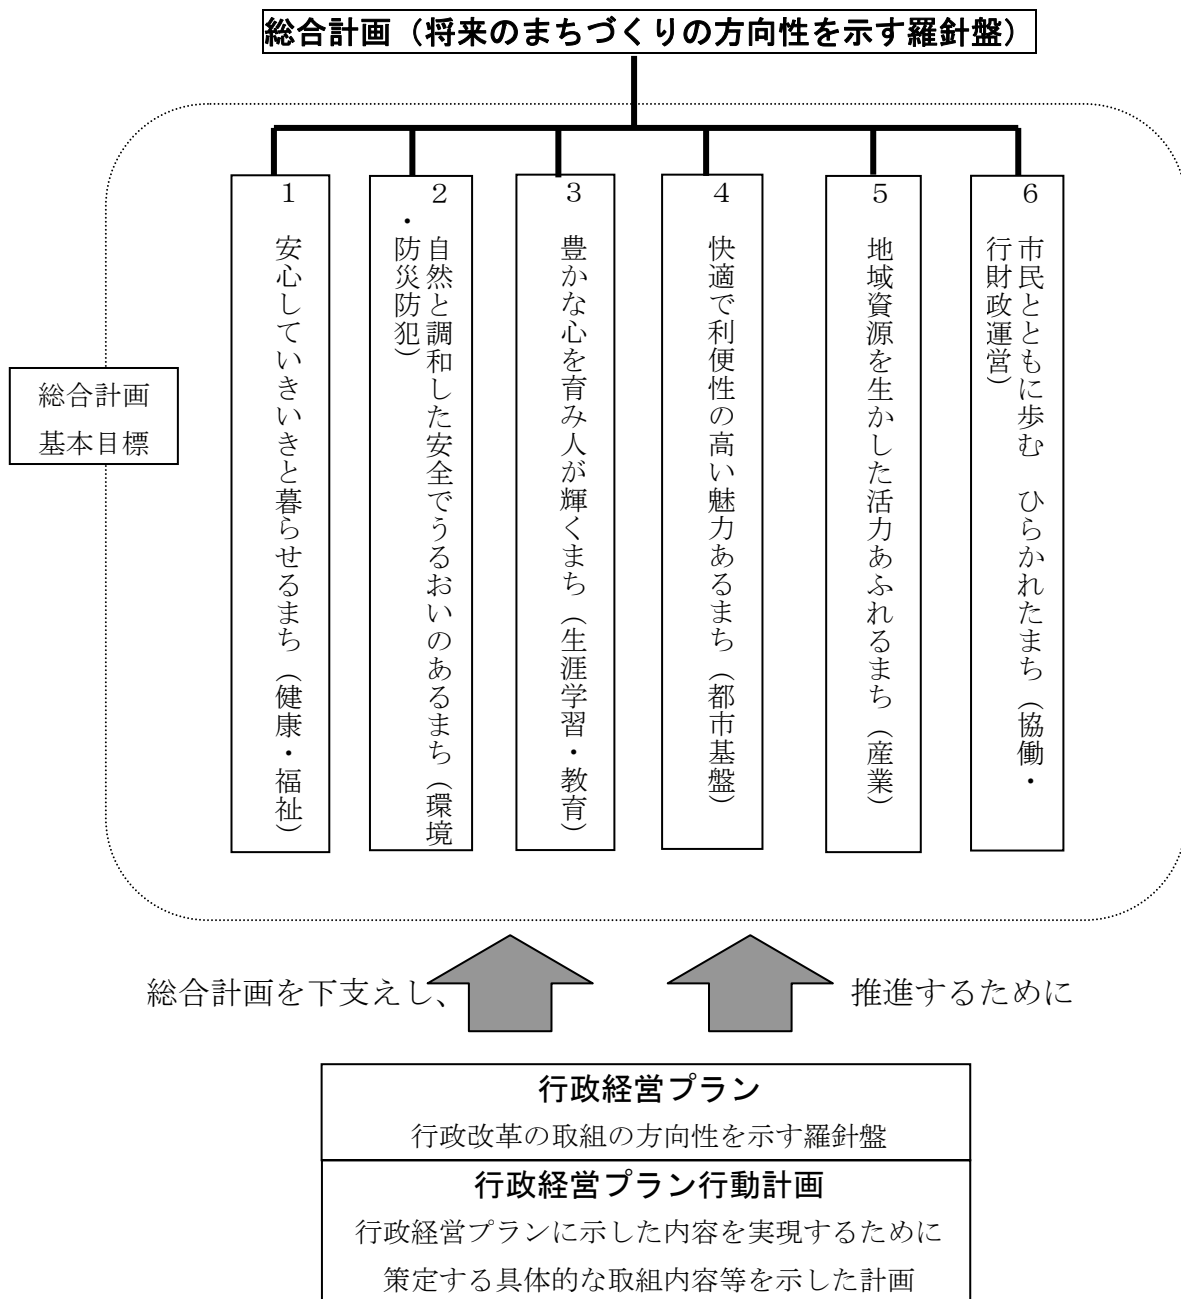 総合計画（将来のまちづくりの方向性を示す羅針盤）
総合計画
基本目標
１　安心していきいきと暮らせるまち（健康・福祉）
２　自然と調和した安全でうるおいのあるまち（環境
・防災防犯）
３　豊かな心を育み人が輝くまち（生涯学習・教育）
４　快適で利便性の高い魅力あるまち（都市基盤）
５　地域資源を生かした活力あふれるまち（産業）
６　市民とともに歩む　ひらかれたまち（協働・
行財政運営）
総合計画を下支えし、
推進するために
行政経営プラン
行政改革の取組の方向性を示す羅針盤
行政経営プラン行動計画
行政経営プランに示した内容を実現するために
策定する具体的な取組内容等を示した計画